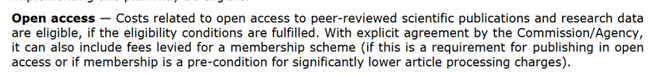 Open access — Costs related to open access to peer-reviewed scientific publications and research data
are eligible, if the eligibility conditions are fulfilled. With explicit agreement by the Commission/Agency,
it can also include fees levied for a membership scheme (if this is a requirement for publishing in open
access or if membership is a pre-condition for significantly lower article processing charges).